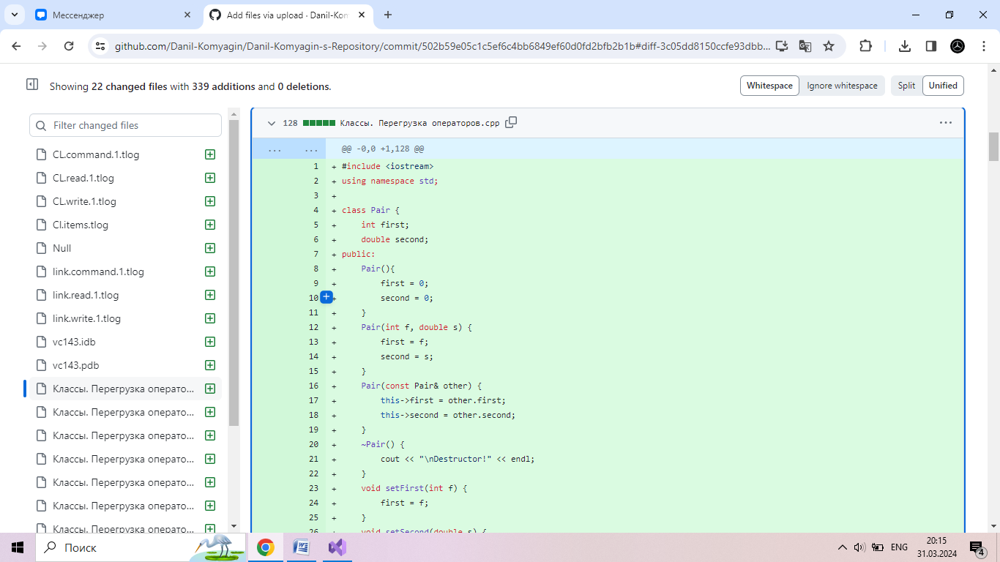 Мессенджер
Add files via upload · Danil-Kom
github.com/Danil-Komyagin/Danil-Komyagin-s-Repository/commit/502b59e05c1c5ef6c4bb6849ef60d0fd2bfb2b1b#diff-3c05dd8150ccfe93dbb...
Showing 22 changed files with 339 additions and 0 deletions.
Whitespace Ignore whitespace Split Unified
Filter changed files
CL.command.1.tlog
CL.read.1.tlog
CL.write.1.tlog
Cl.items.tlog
Null
link.command.1.tlog
link.read.1.tlog
link.write.1.tlog
vc143.idb
vc143.pdb
Классы. Перегрузка операто...
Классы. Перегрузка операто...
Классы. Перегрузка операто...
Классы. Перегрузка операто...
Классы. Перегрузка операто...
Классы. Перегрузка операто...
Классы. Перегрузка операто...
128 Классы. Перегрузка операторов.cpp
... ... @@ -0,0 +1,128 @@
1 + #include <iostream>
2 + using namespace std;
3 +
4 + class Pair {
5 + int first;
6 + double second;
7 + public:
8 + Pair(){
9 + first = 0;
10 + second = 0;
11 + }
12 + Pair(int f, double s) {
13 + first = f;
14 + second = s;
15 + }
16 + Pair(const Pair& other) {
17 + this->first = other.first;
18 + this->second = other.second;
19 + }
20 + ~Pair() {
21 + cout << "\nDestructor!" << endl;
22 + }
23 + void setFirst(int f) {
24 + first = f;
25 + }
26 + void setSecond(double s) {
Поиск
ENG
20:15
31.03.2024
4